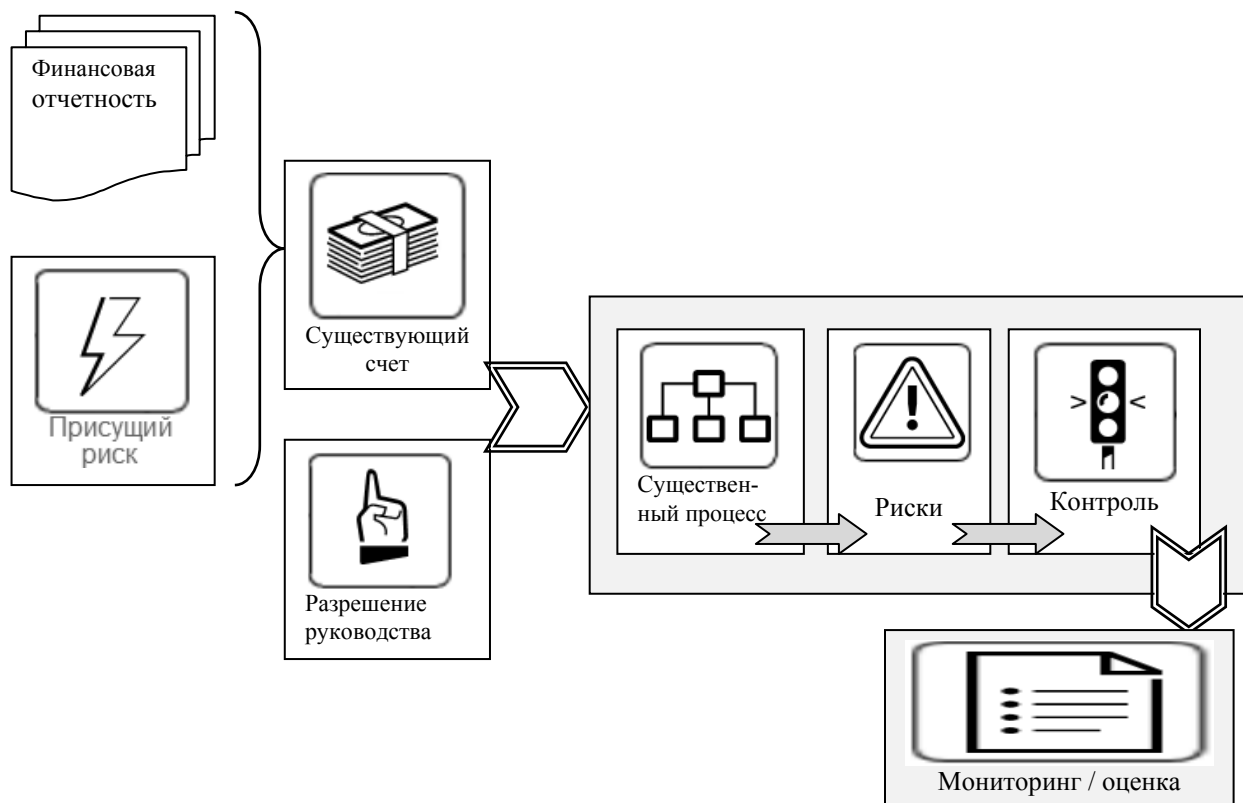 Финансовая
отчетность
Присущий
риск
Существующий
счет
Разрешение
руководства
Существен-
ный процесс
Риски
> <
Контроль
Мониторинг / оценка